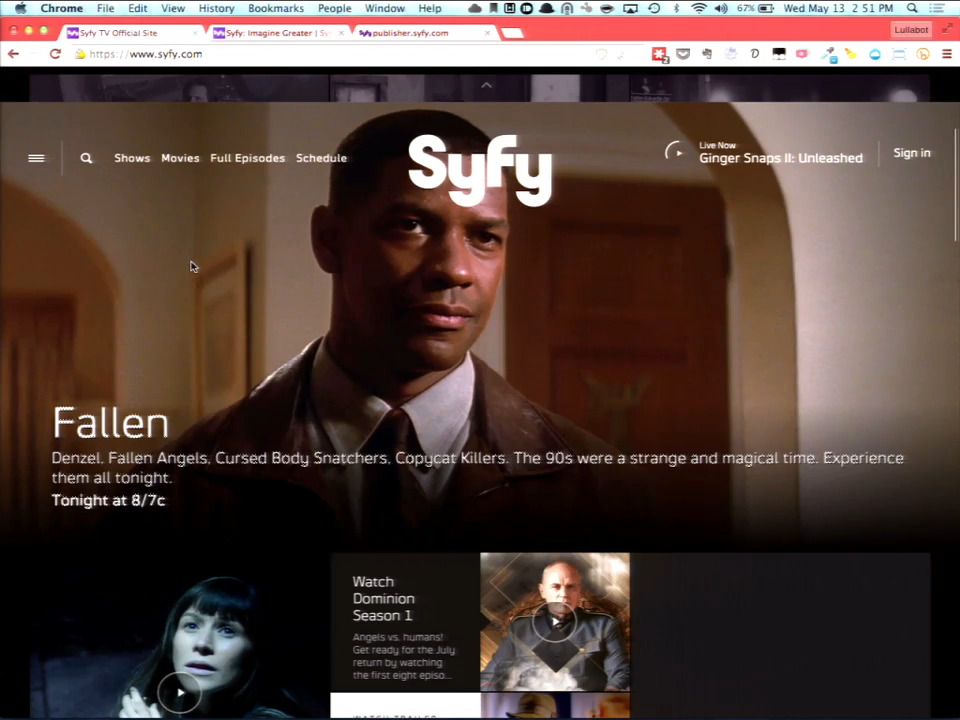 Chrome File Edit View History Bookmarks People Window Help 67% Wed May 13 2:51 PM
Syfy TV Official Site
Syfy: Imagine Greater | Sy
publisher.syfy.com
Lullabot
https://www.syfy.com
Shows Movies Full Episodes Schedule
Syfy
Live Now
Ginger Snaps II: Unleashed
Sign in
Fallen
Denzel, Fallen Angels, Cursed Body Snatchers, Copycat Killers. The 90s were a strange and magical time. Experience
them all tonight.
Tonight at 8/7c
Watch
Dominion
Season 1
Angels vs. humans!
Get ready for the July
return by watching
the first eight episo...
WATCH TRAILER